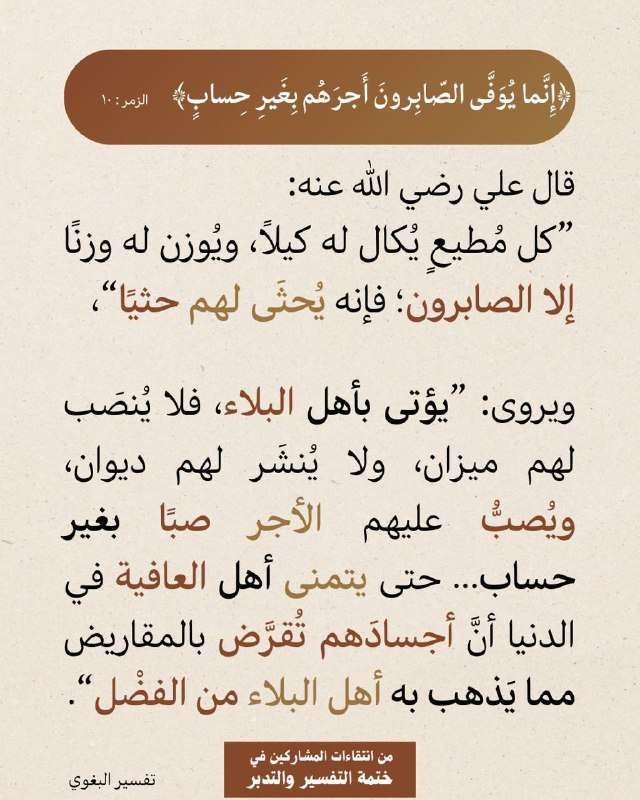 ﴿إِنَّما يُوَفَّى الصّابِرونَ أَجرَهُم بِغَيرِ حِسابٍ﴾ الزمر: ١٠
قال علي رضي الله عنه:
”كل مُطيعٍ يُكال له كيلاً، ويُوزن له وزنًا
إلا الصابرون؛ فإنه يُحثَى لهم حثيًا“،
ويروى: ”يؤتى بأهل البلاء، فلا يُنصَب
لهم ميزان، ولا يُنشَر لهم ديوان،
ويُصبُّ عليهم الأجر صبًا بغير
حساب... حتى يتمنى أهل العافية في
الدنيا أنَّ أجسادَهم تُقرَّض بالمقاريض
مما يَذهب به أهل البلاء من الفضْل“.
من انتقاءات المشاركين في
ختمة التفسير والتدبر
تفسير البغوي